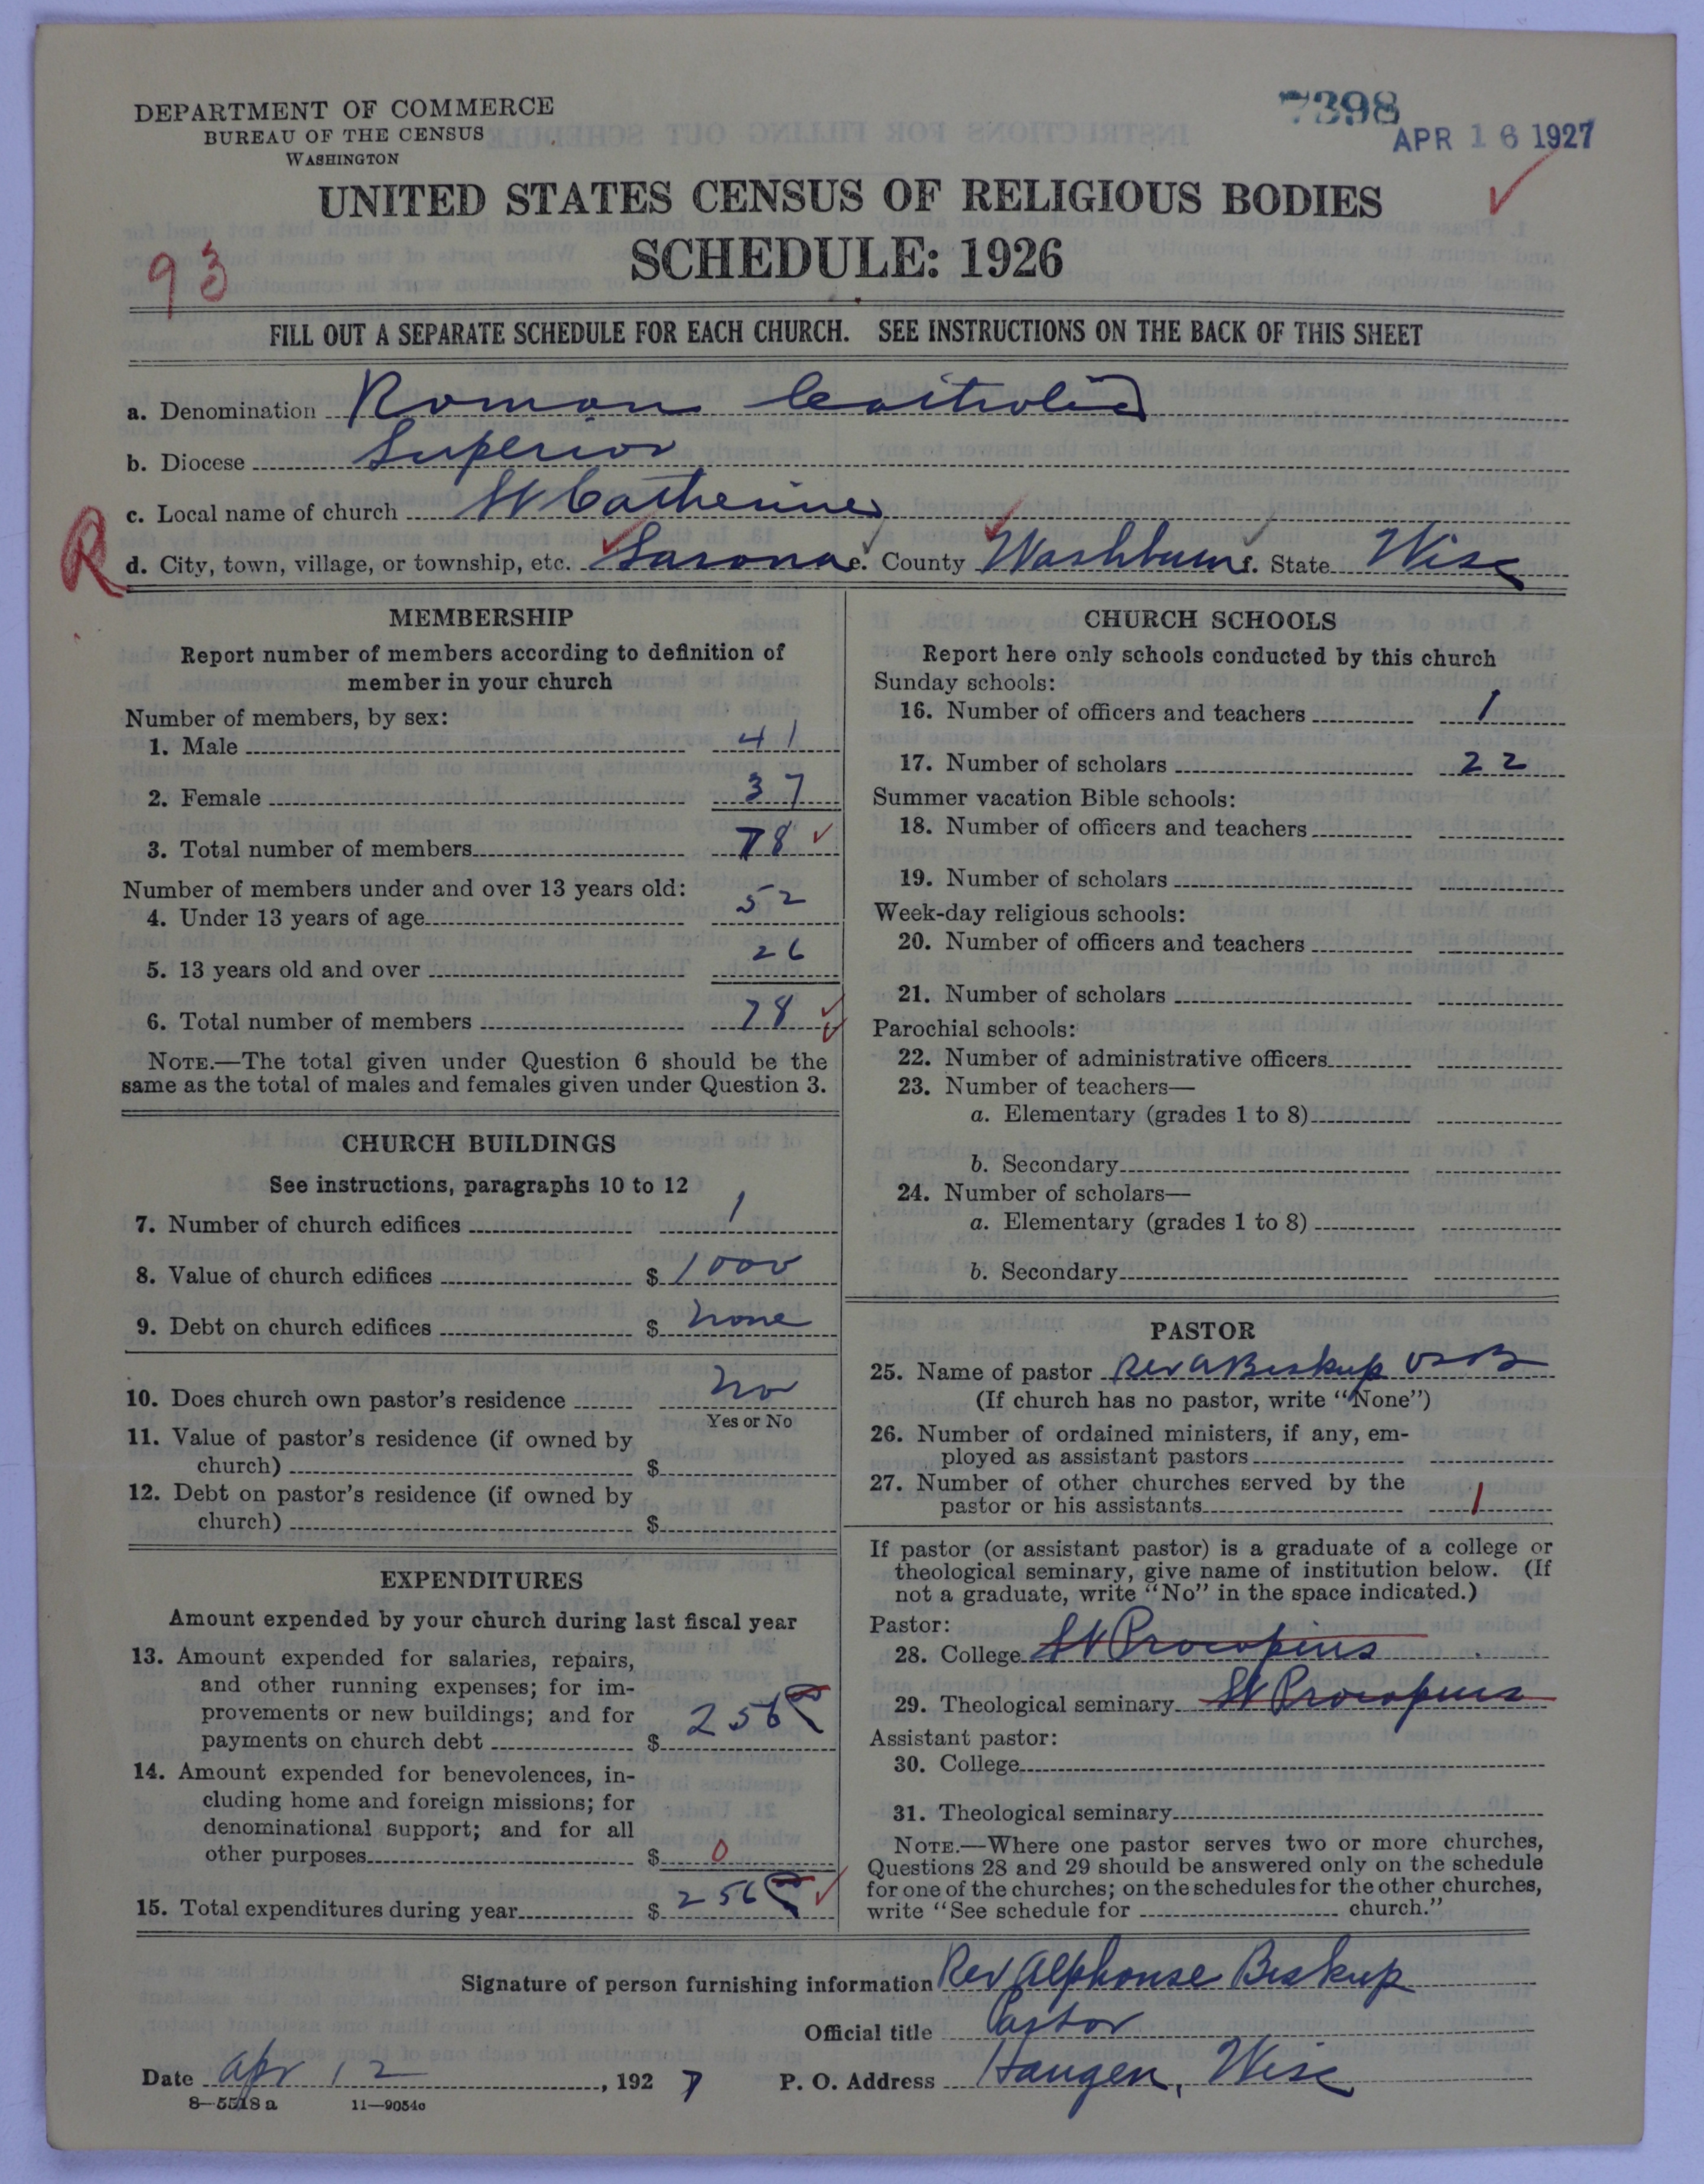 DEPARTMENT OF COMMERCE
BUREAU OF THE CENSUS
WASHINGTON
7398
APR 16 1927
UNITED STATES CENSUS OF RELIGIOUS BODIES
SCHEDULE: 1926
93
FILL OUT A SEPARATE SCHEDULE FOR EACH CHURCH. SEE INSTRUCTIONS ON THE BACK OF THIS SHEET
a. Denomination Roman Catholic
b. Diocese Superior
c. Local name of church St Catherine
R
d. City, town, village, or township, etc. Sarona e. County Washburn f. State Wisc
MEMBERSHIP
Report number of members according to definition of
member in your church
Number of members, by sex:
1. Male 41
2. Female 37
3. Total number of members 78
Number of members under and over 13 years old:
4. Under 13 years of age 52
5. 13 years old and over 26
6. Total number of members 78
NOTE.—The total given under Question 6 should be the
same as the total of males and females given under Question 3.
CHURCH BUILDINGS
See instructions, paragraphs 10 to 12
7. Number of church edifices 1
8. Value of church edifices $ 1000
9. Debt on church edifices $ none
10. Does church own pastor's residence no
Yes or No
11. Value of pastor's residence (if owned by
church) $
12. Debt on pastor's residence (if owned by
church) $
EXPENDITURES
Amount expended by your church during last fiscal year
13. Amount expended for salaries, repairs,
and other running expenses; for im-
provements or new buildings; and for
payments on church debt $ 256
14. Amount expended for benevolences, in-
cluding home and foreign missions; for
denominational support; and for all
other purposes $ 0
15. Total expenditures during year $ 256
CHURCH SCHOOLS
Report here only schools conducted by this church
Sunday schools:
16. Number of officers and teachers 1
17. Number of scholars 22
Summer vacation Bible schools:
18. Number of officers and teachers
19. Number of scholars
Week-day religious schools:
20. Number of officers and teachers
21. Number of scholars
Parochial schools:
22. Number of administrative officers
23. Number of teachers—
a. Elementary (grades 1 to 8)
b. Secondary
24. Number of scholars—
a. Elementary (grades 1 to 8)
b. Secondary
PASTOR
25. Name of pastor Rev A Biskup OSB
(If church has no pastor, write "None")
26. Number of ordained ministers, if any, em-
ployed as assistant pastors
27. Number of other churches served by the
pastor or his assistants 1
If pastor (or assistant pastor) is a graduate of a college or
theological seminary, give name of institution below. (If
not a graduate, write "No" in the space indicated.)
Pastor:
28. College St Procopius
29. Theological seminary St Procopius
Assistant pastor:
30. College
31. Theological seminary
NOTE.—Where one pastor serves two or more churches,
Questions 28 and 29 should be answered only on the schedule
for one of the churches; on the schedules for the other churches,
write "See schedule for church."
Signature of person furnishing information Rev Alphonse Biskup
Official title Pastor
Date Apr 12, 1927 P. O. Address Haugen, Wisc
8—5518 a 11—9054c